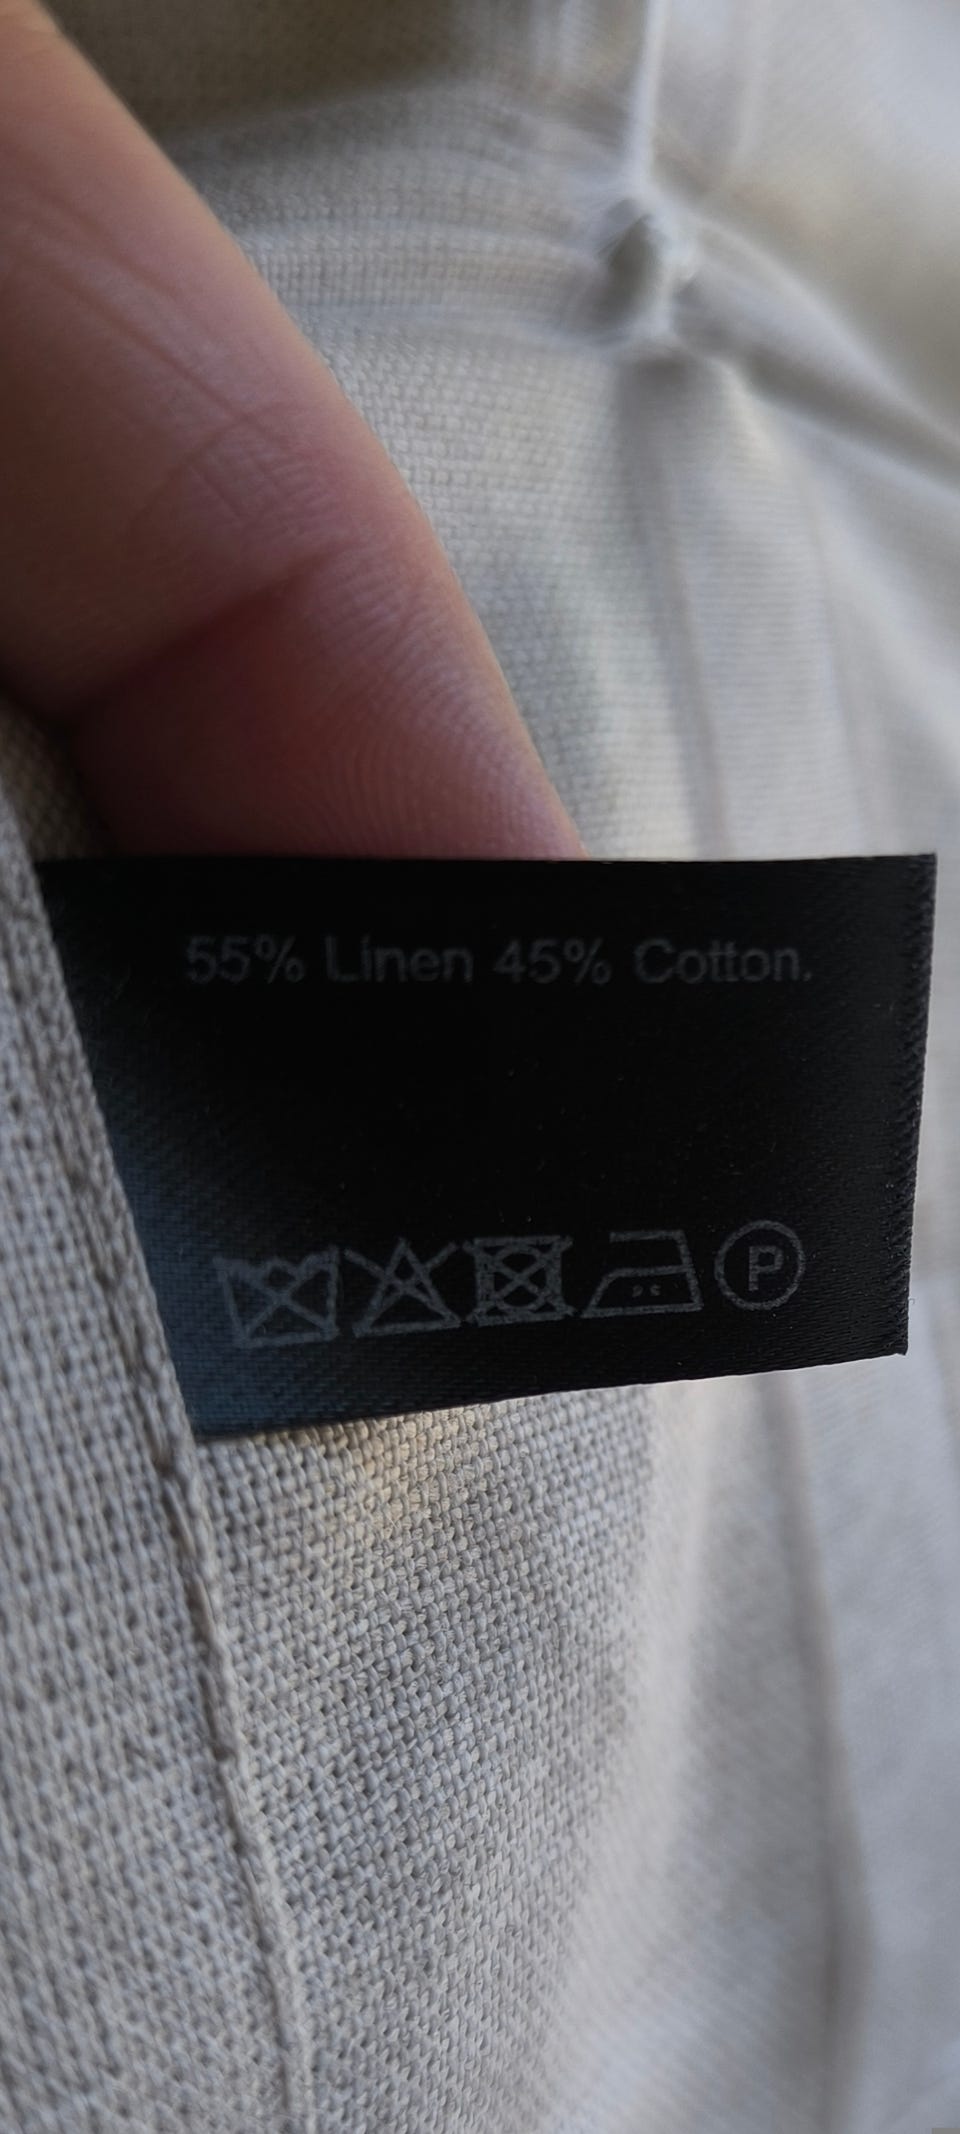 55% Linen 45% Cotton.
P